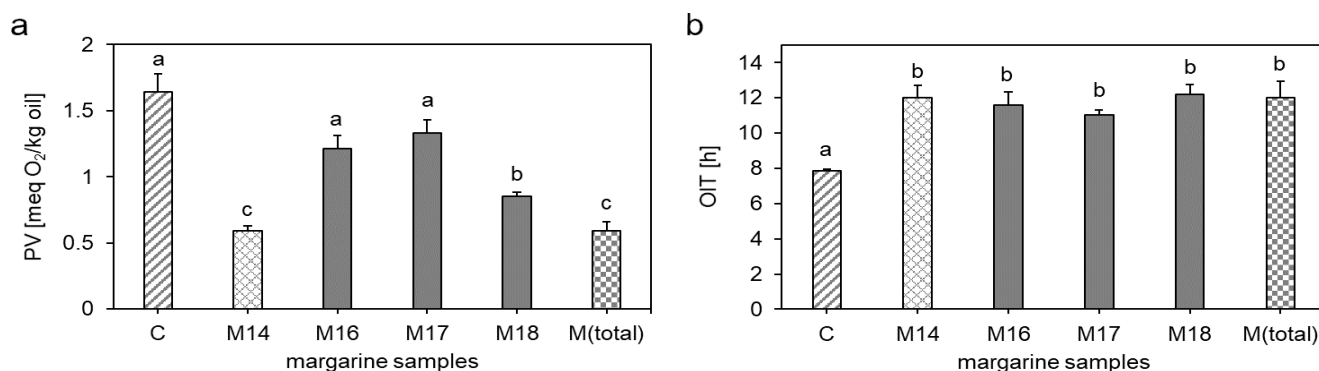 a
2
1.5
1
0.5
0
PV [meq O₂/kg oil]
a
c
a
a
b
c
C M14 M16 M17 M18 M(total)
margarine samples
b
14
12
10
8
6
4
2
0
OIT [h]
a
b
b
b
b
b
C M14 M16 M17 M18 M(total)
margarine samples